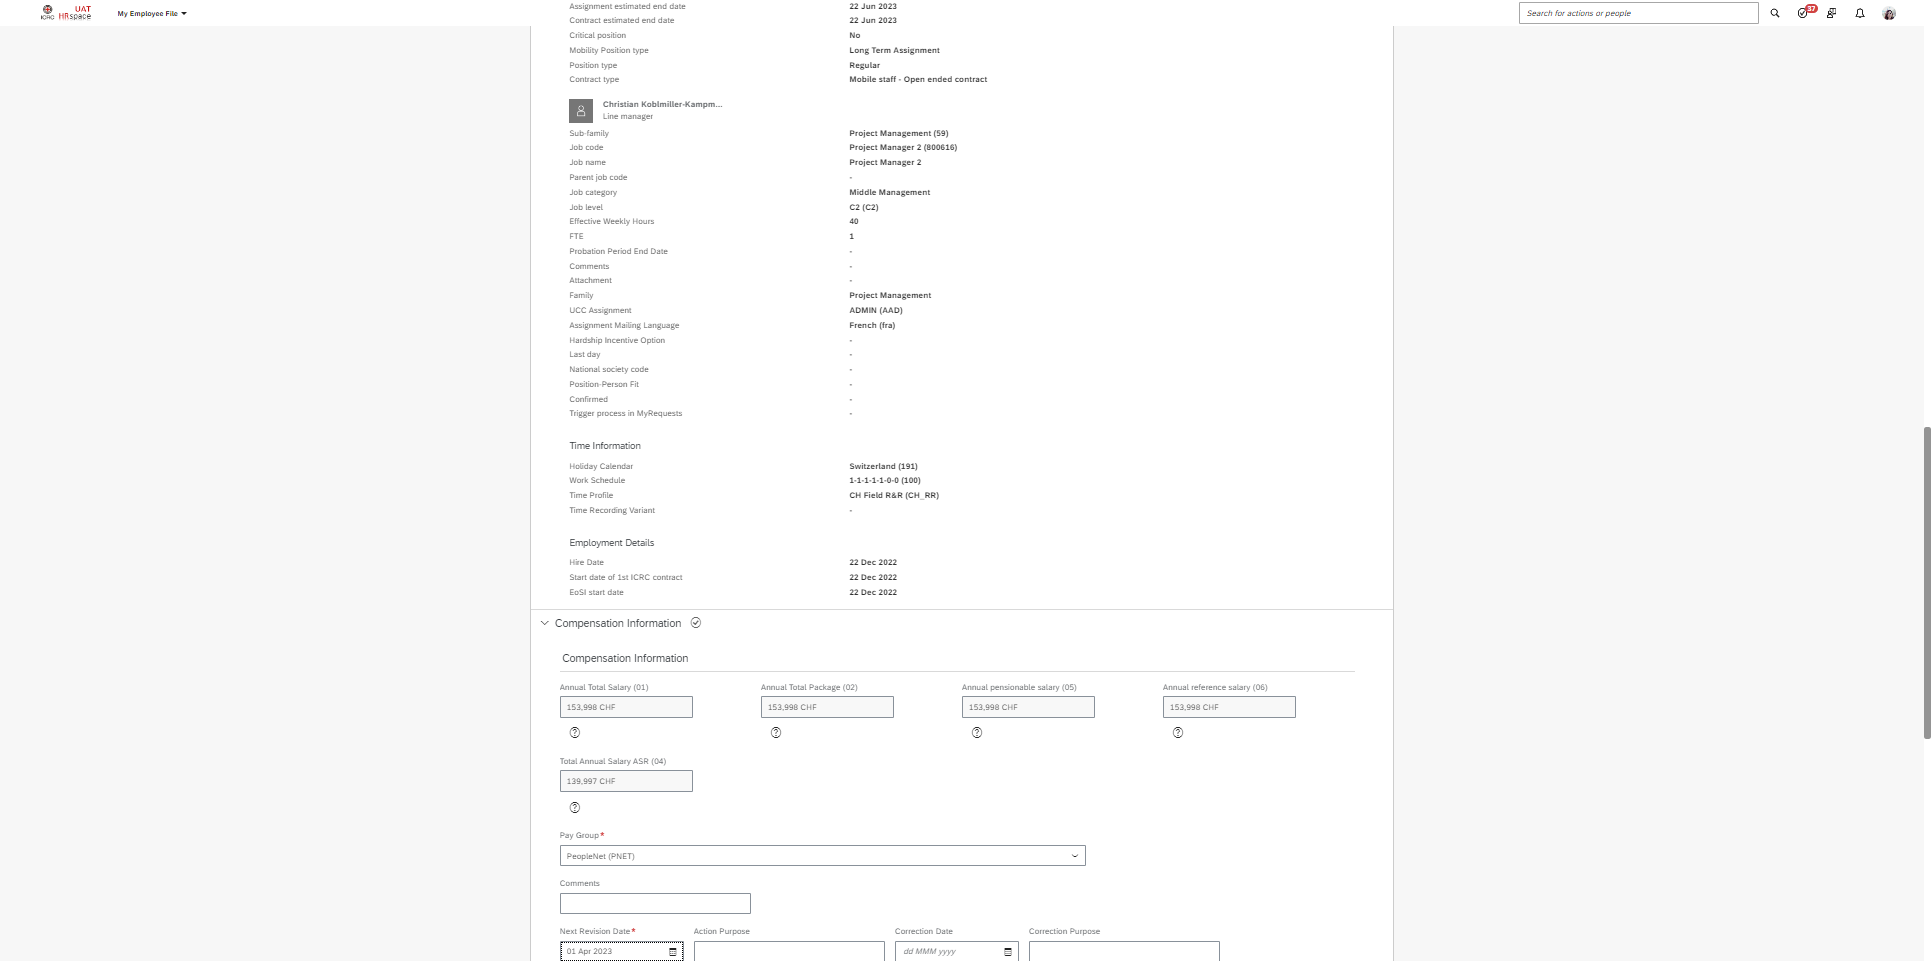 ICRC UAT HRspace My Employee File Search for actions or people 37
Assignment estimated end date 22 Jun 2023
Contract estimated end date 22 Jun 2023
Critical position No
Mobility Position type Long Term Assignment
Position type Regular
Contract type Mobile staff - Open ended contract
Christian Koblmiller-Kampm...
Line manager
Sub-family Project Management (59)
Job code Project Manager 2 (800616)
Job name Project Manager 2
Parent job code -
Job category Middle Management
Job level C2 (C2)
Effective Weekly Hours 40
FTE 1
Probation Period End Date -
Comments -
Attachment -
Family Project Management
UCC Assignment ADMIN (AAD)
Assignment Mailing Language French (fra)
Hardship Incentive Option -
Last day -
National society code -
Position-Person Fit -
Confirmed -
Trigger process in MyRequests -
Time Information
Holiday Calendar Switzerland (191)
Work Schedule 1-1-1-1-1-0-0 (100)
Time Profile CH Field R&R (CH_RR)
Time Recording Variant -
Employment Details
Hire Date 22 Dec 2022
Start date of 1st ICRC contract 22 Dec 2022
EoSI start date 22 Dec 2022
Compensation Information
Compensation Information
Annual Total Salary (01) Annual Total Package (02) Annual pensionable salary (05) Annual reference salary (06)
153,998 CHF 153,998 CHF 153,998 CHF 153,998 CHF
Total Annual Salary ASR (04)
139,997 CHF
Pay Group*
PeopleNet (PNET)
Comments
Next Revision Date* Action Purpose Correction Date Correction Purpose
01 Apr 2023 dd MMM yyyy